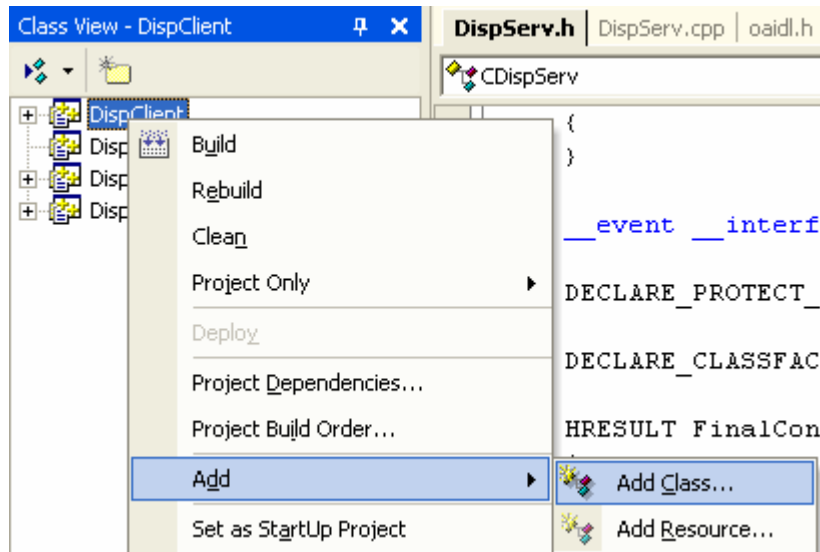 Class View - DispClient
DispServ.h DispServ.cpp oaidl.h
CDispServ
DispClient
Disp
Disp
Disp
Build
Rebuild
Clean
Project Only
Deploy
Project Dependencies...
Project Build Order...
Add
Set as StartUp Project
Add Class...
Add Resource...
{
}
__event __interf
DECLARE_PROTECT_
DECLARE_CLASSFAC
HRESULT FinalCon